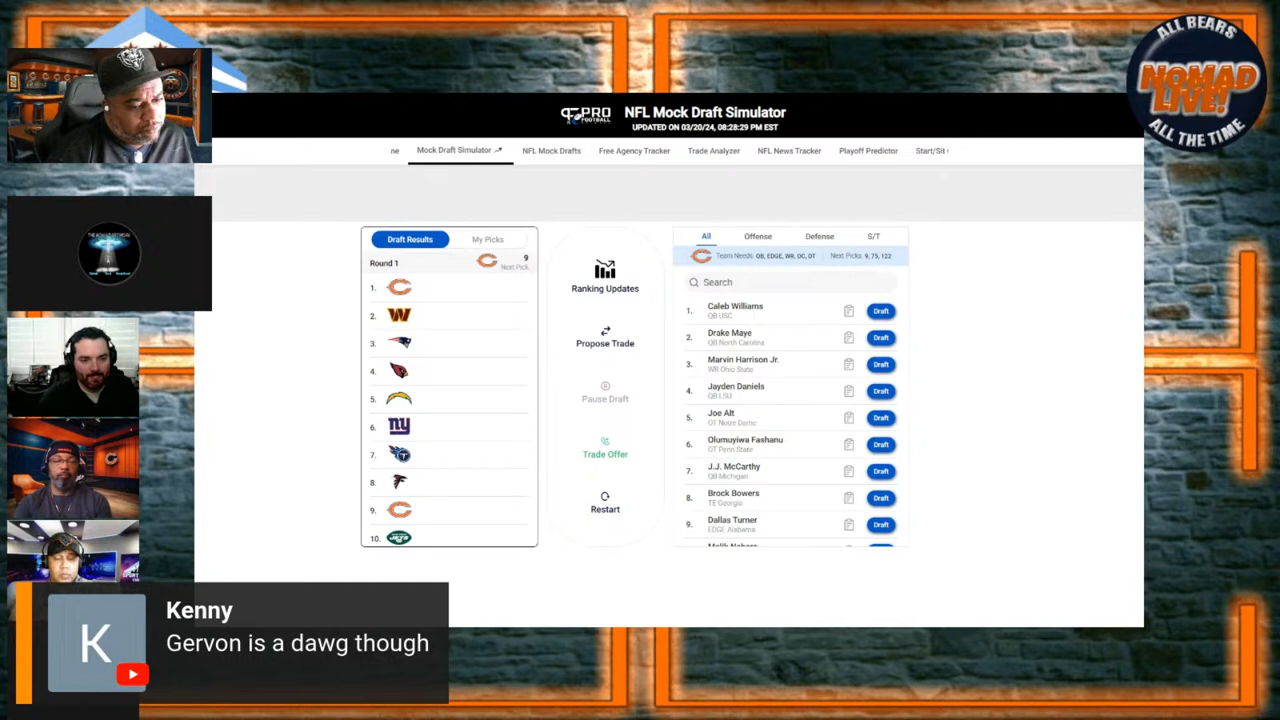 ALL BEARS
NOMAD
LIVE!
ALL THE TIME
PRO
FOOTBALL
NFL Mock Draft Simulator
UPDATED ON 03/20/24, 08:28:29 PM EST
ne
Mock Draft Simulator
NFL Mock Drafts
Free Agency Tracker
Trade Analyzer
NFL News Tracker
Playoff Predictor
Start/Sit
Draft Results
My Picks
Round 1
9
Next Pick
1.
2.
3.
4.
5.
6. ny
7.
8.
9.
10. JETS
Ranking Updates
Propose Trade
Pause Draft
Trade Offer
Restart
All
Offense
Defense
S/T
Team Needs: QB, EDGE, WR, OC, DT
Next Picks: 9, 75, 122
Search
1. Caleb Williams Draft
QB USC
2. Drake Maye Draft
QB North Carolina
3. Marvin Harrison Jr. Draft
WR Ohio State
4. Jayden Daniels Draft
QB LSU
5. Joe Alt Draft
OT Notre Dame
6. Olumuyiwa Fashanu Draft
OT Penn State
7. J.J. McCarthy Draft
QB Michigan
8. Brock Bowers Draft
TE Georgia
9. Dallas Turner Draft
EDGE Alabama
K
Kenny
Gervon is a dawg though